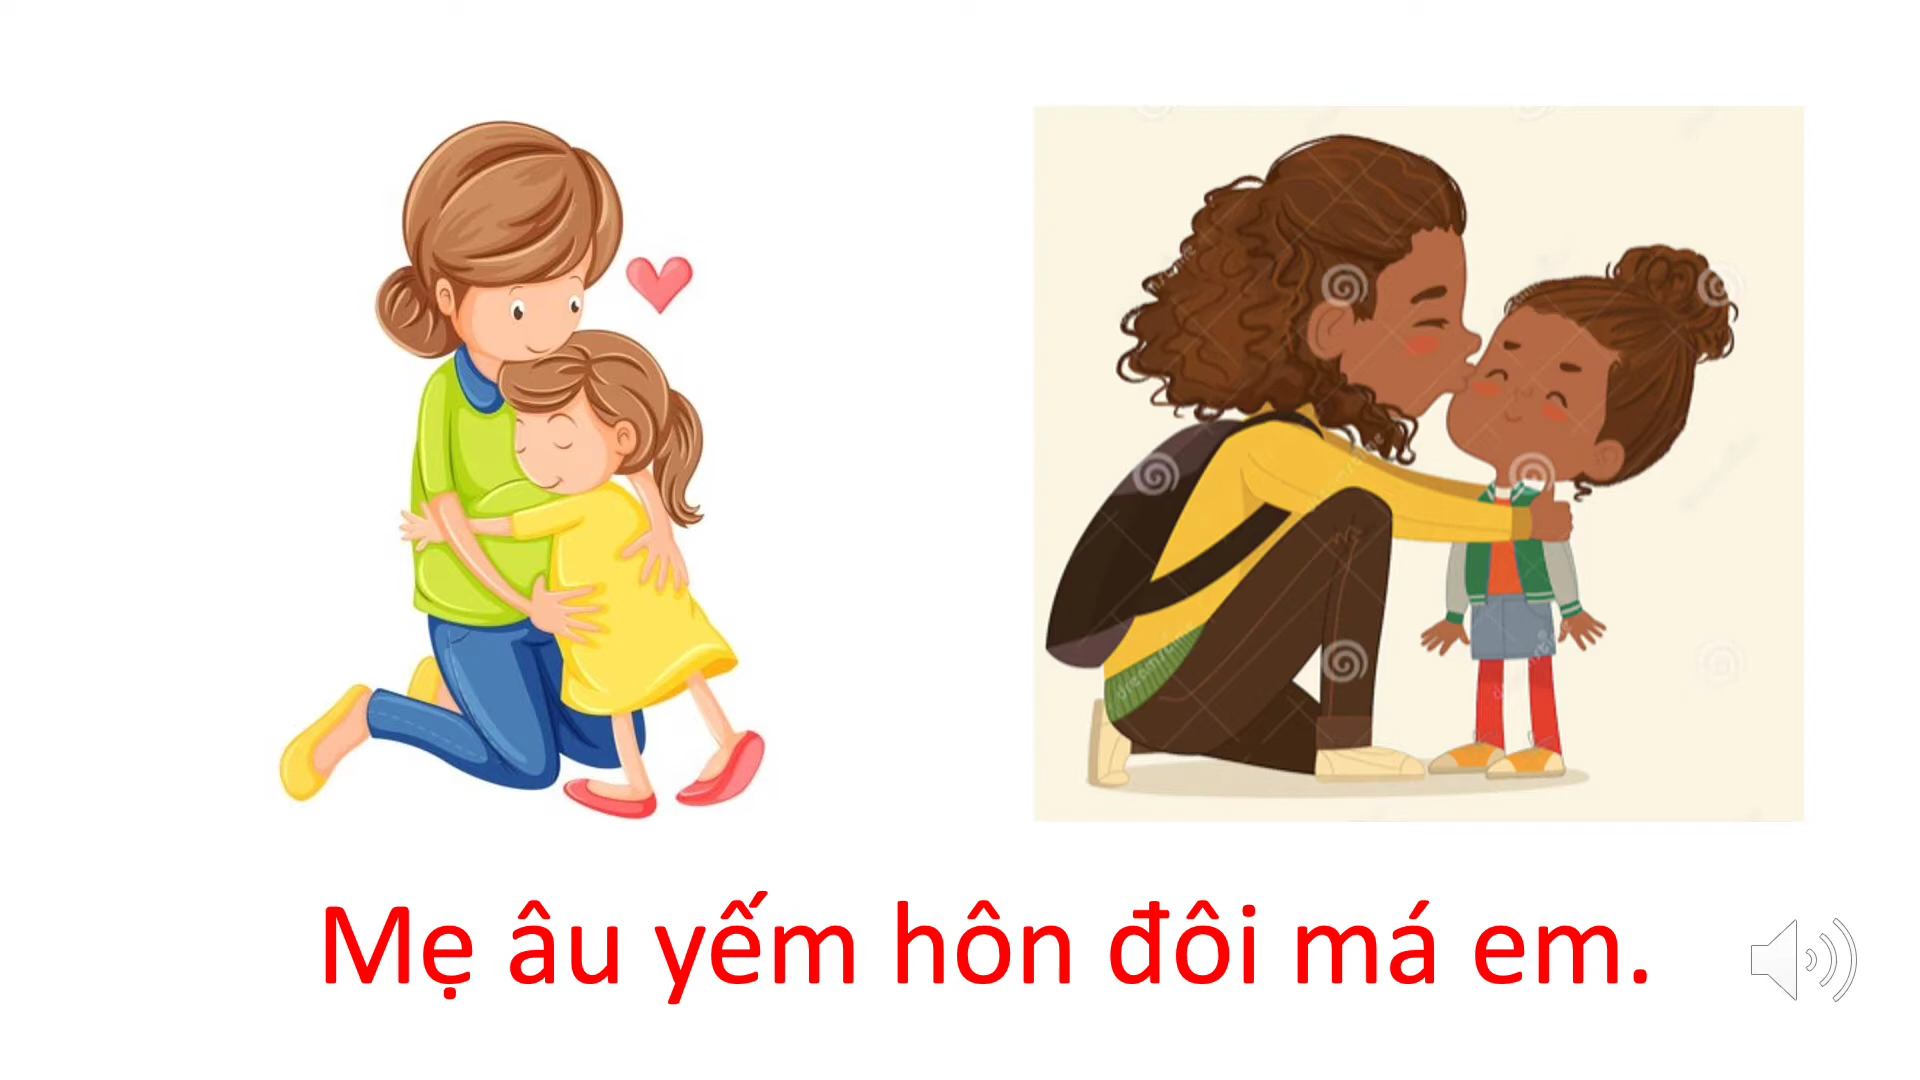 Mẹ âu yếm hôn đôi má em.